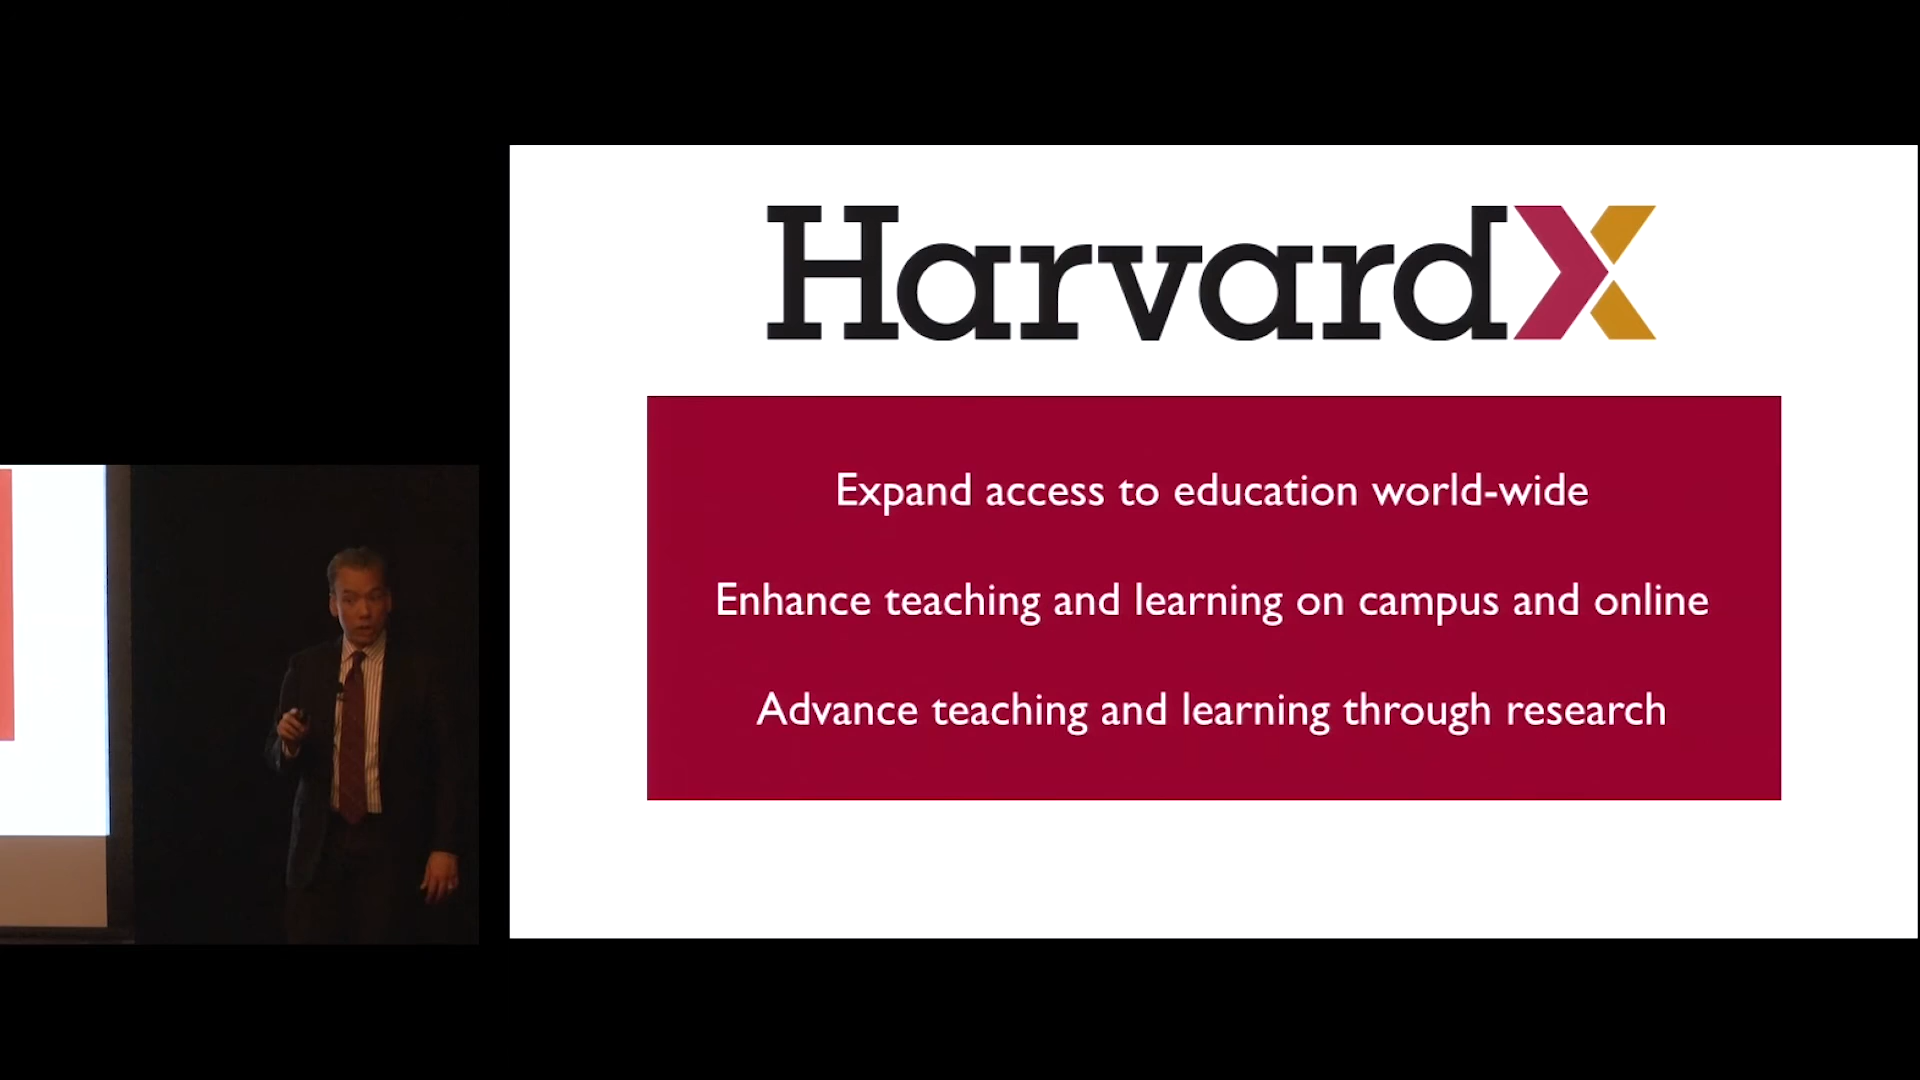 HarvardX
Expand access to education world-wide
Enhance teaching and learning on campus and online
Advance teaching and learning through research